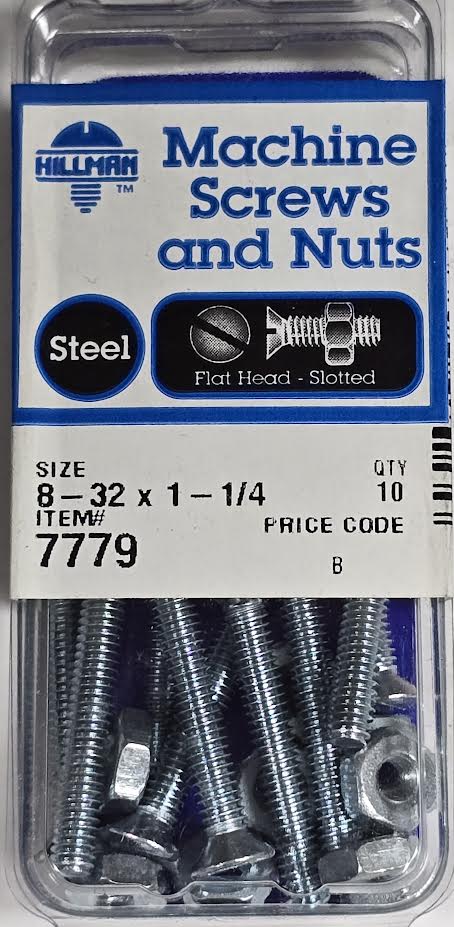 HILLMAN
TM
Machine
Screws
and Nuts
Steel
Flat Head - Slotted
SIZE
8-32 x 1-1/4
QTY
10
ITEM#
7779
PRICE CODE
B